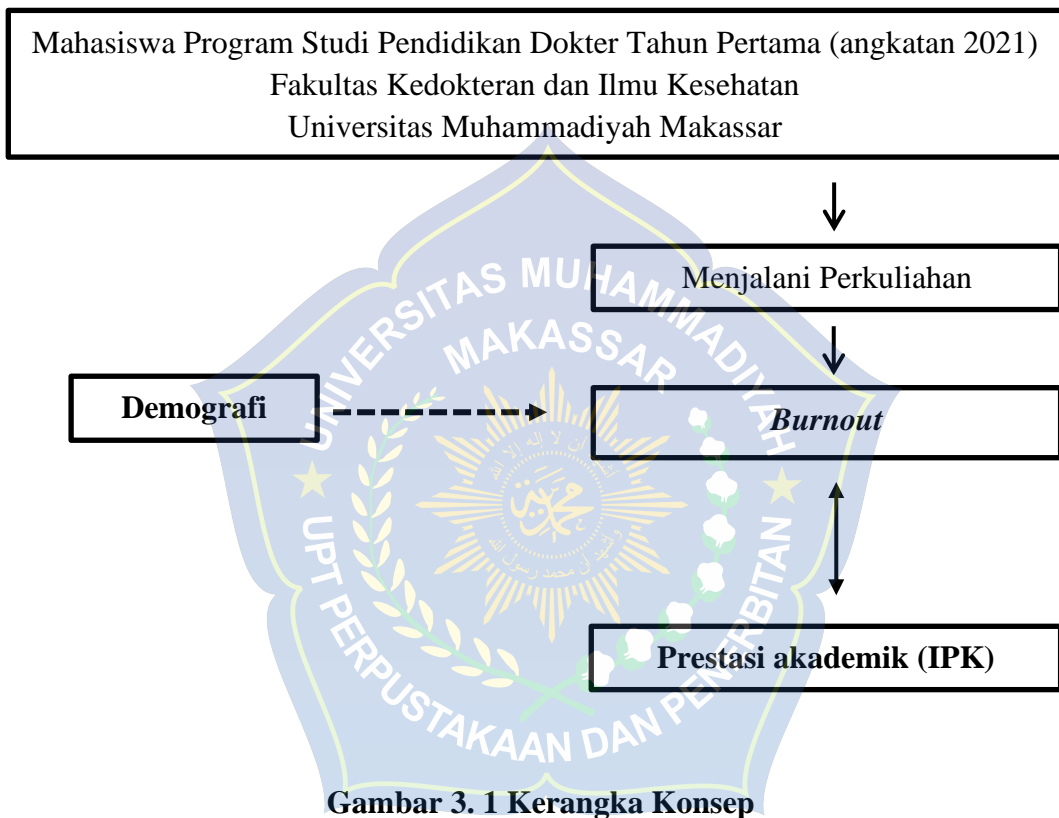 Mahasiswa Program Studi Pendidikan Dokter Tahun Pertama (angkatan 2021)
Fakultas Kedokteran dan Ilmu Kesehatan
Universitas Muhammadiyah Makassar
Menjalani Perkuliahan
UNIVERSITAS MUHAMMADIYAH
MAKASSAR
Demografi
Burnout
UPT PERPUSTAKAAN DAN PENERBITAN
Prestasi akademik (IPK)
Gambar 3. 1 Kerangka Konsep